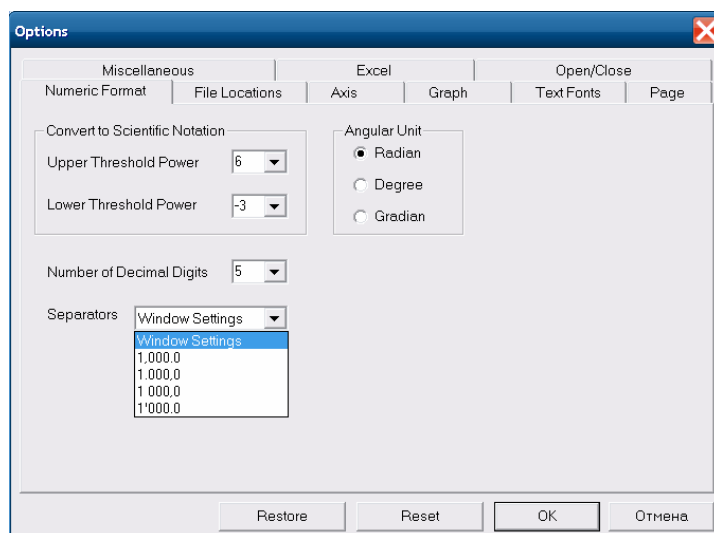 Options
Miscellaneous Excel Open/Close
Numeric Format File Locations Axis Graph Text Fonts Page
Convert to Scientific Notation
Upper Threshold Power 6
Lower Threshold Power -3
Angular Unit
Radian
Degree
Gradian
Number of Decimal Digits 5
Separators Window Settings
Window Settings
1,000.0
1.000,0
1 000,0
1'000.0
Restore Reset OK Отмена